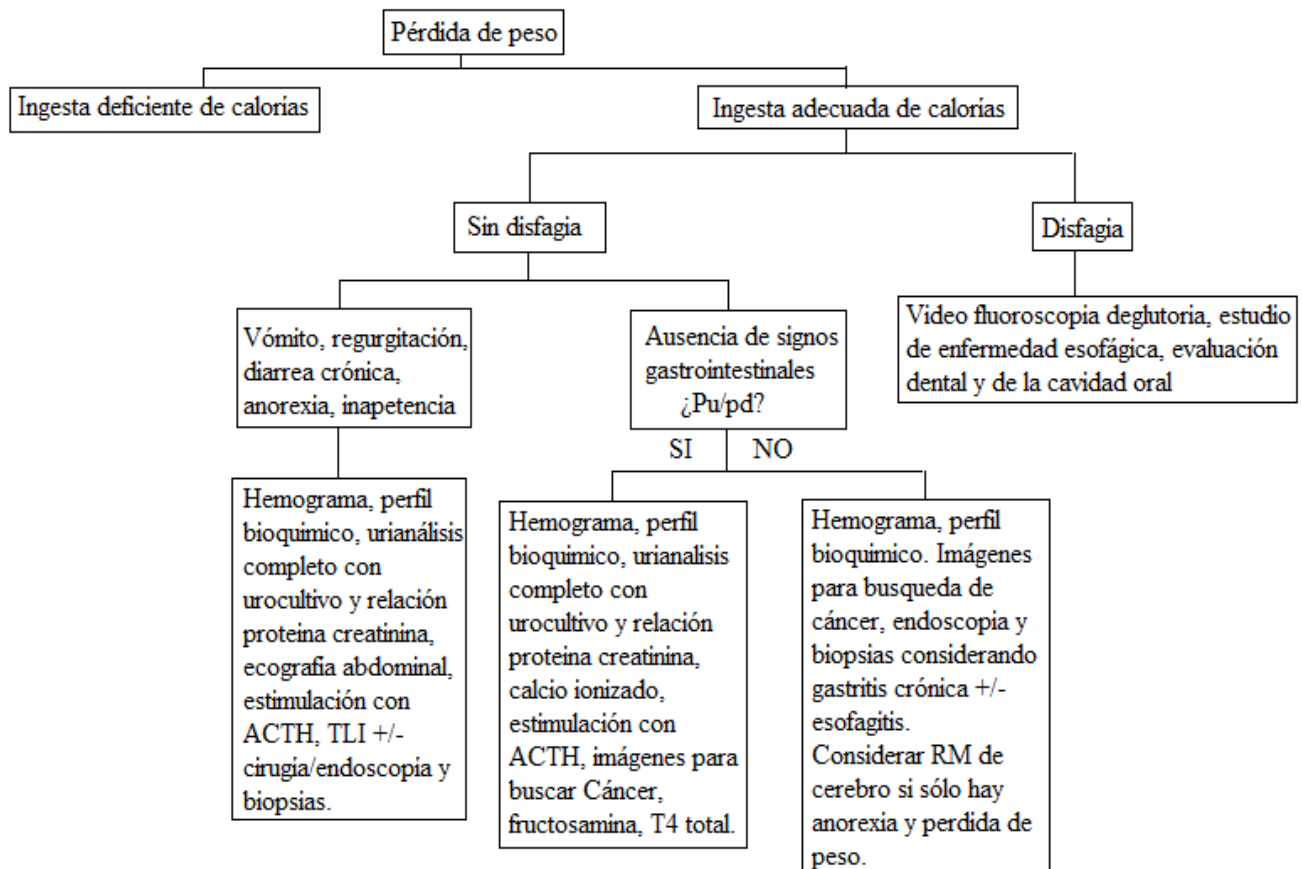 Pérdida de peso
Ingesta deficiente de calorías
Ingesta adecuada de calorías
Sin disfagia
Disfagia
Vómito, regurgitación,
diarrea crónica,
anorexia, inapetencia
Ausencia de signos
gastrointestinales
¿Pu/pd?
Video fluoroscopia deglutoria, estudio
de enfermedad esofágica, evaluación
dental y de la cavidad oral
SI NO
Hemograma, perfil
bioquimico, urianálisis
completo con
urocultivo y relación
proteina creatinina,
ecografía abdominal,
estimulación con
ACTH, TLI +/-
cirugía/endoscopía y
biopsias.
Hemograma, perfil
bioquimico, urianalisis
completo con
urocultivo y relación
proteina creatinina,
calcio ionizado,
estimulación con
ACTH, imágenes para
buscar Cáncer,
fructosamina, T4 total.
Hemograma, perfil
bioquimico. Imágenes
para busqueda de
cáncer, endoscopia y
biopsias considerando
gastritis crónica +/-
esofagitis.
Considerar RM de
cerebro si sólo hay
anorexia y perdida de
peso.